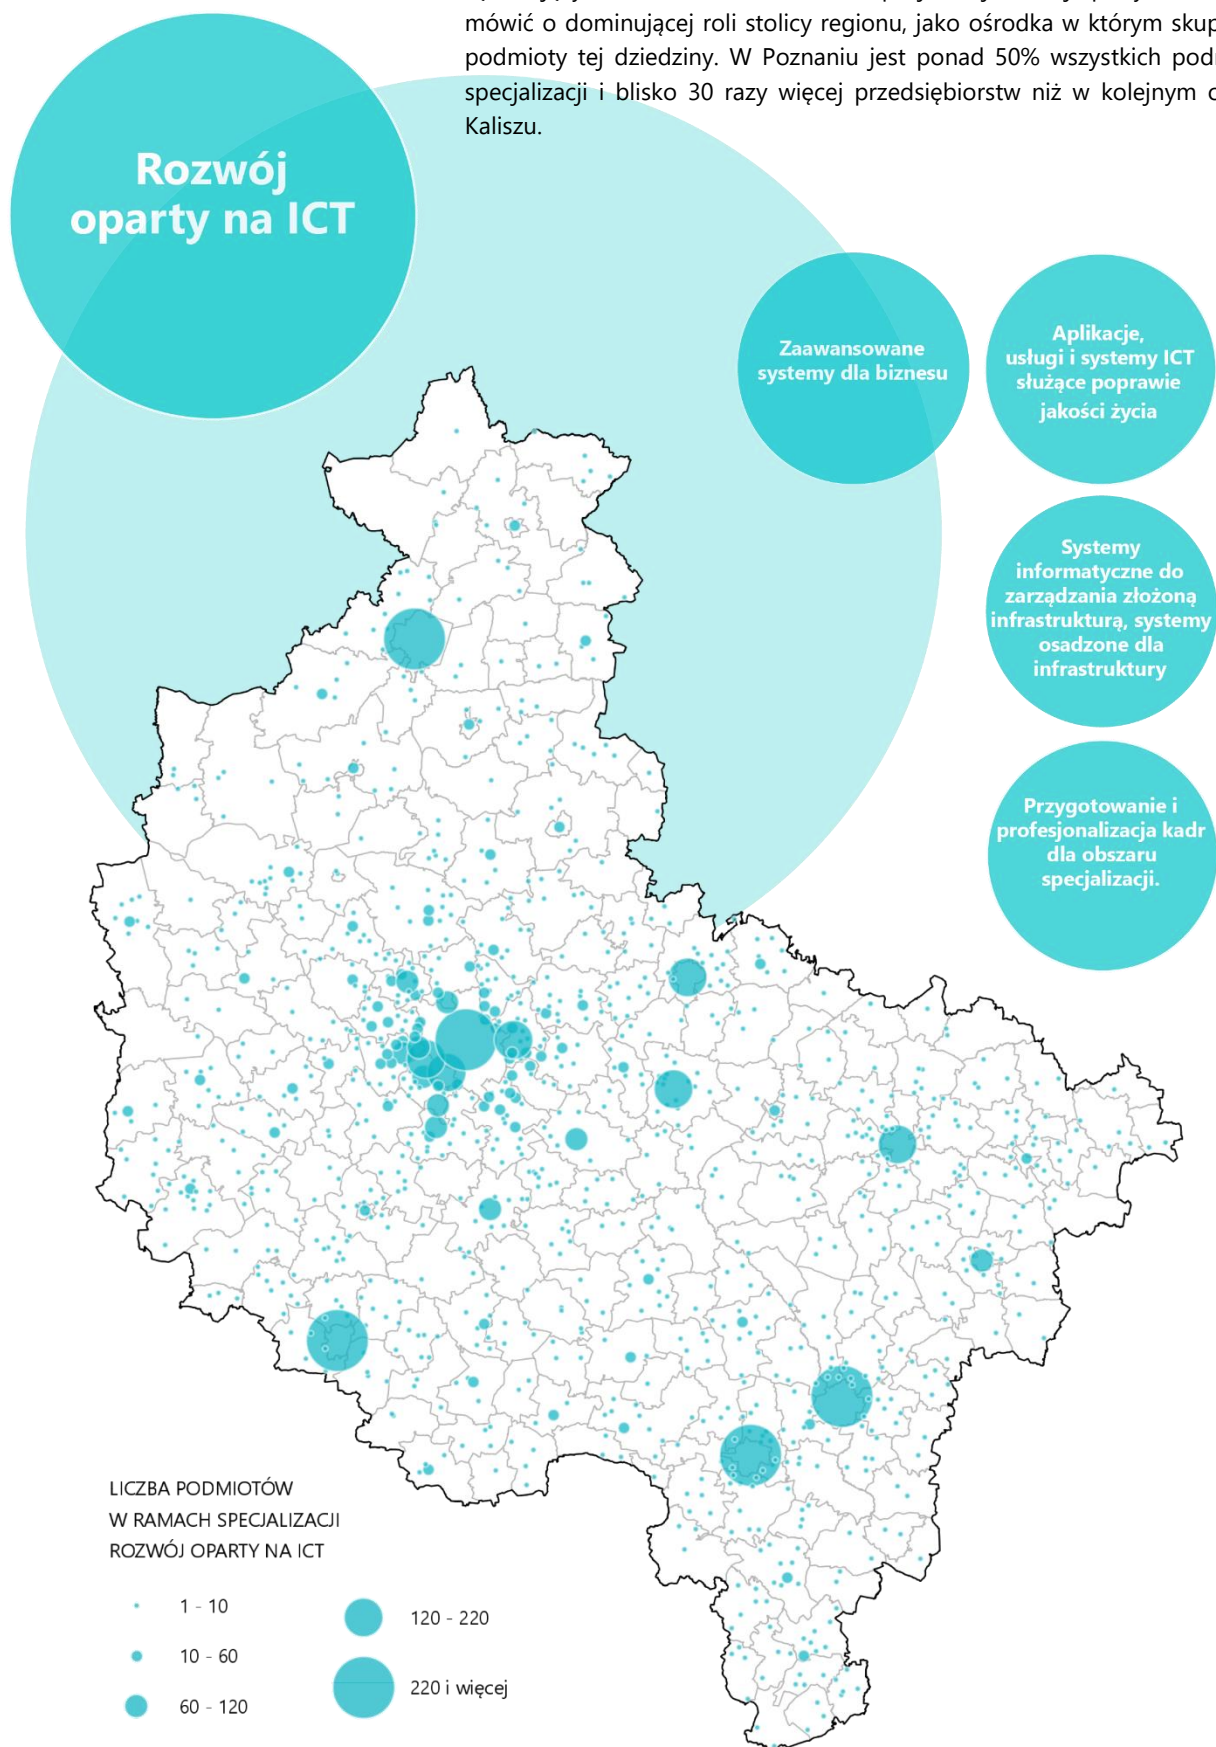 mówić o dominującej roli stolicy regionu, jako ośrodka w którym
podmioty tej dziedziny. W Poznaniu jest ponad 50% wszystkich
specjalizacji i blisko 30 razy więcej przedsiębiorstw niż w kolejnym
Kaliszu.
Rozwój
oparty na ICT
Zaawansowane
systemy dla biznesu
Aplikacje,
usługi i systemy ICT
służące poprawie
jakości życia
Systemy
informatyczne do
zarządzania złożoną
infrastrukturą, systemy
osadzone dla
infrastruktury
Przygotowanie i
profesjonalizacja kadr
dla obszaru
specjalizacji.
LICZBA PODMIOTÓW
W RAMACH SPECJALIZACJI
ROZWÓJ OPARTY NA ICT
1 - 10
10 - 60
60 - 120
120 - 220
220 i więcej